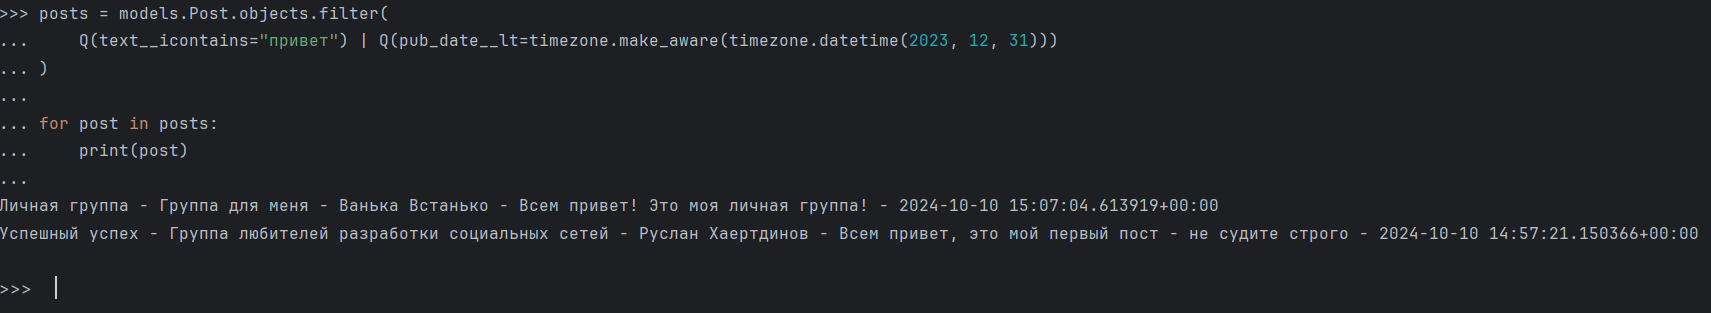 >>> posts = models.Post.objects.filter(
...     Q(text__icontains="привет") | Q(pub_date__lt=timezone.make_aware(timezone.datetime(2023, 12, 31)))
... )
...
... for post in posts:
...     print(post)
...
Личная группа - Группа для меня - Ванька Встанько - Всем привет! Это моя личная группа! - 2024-10-10 15:07:04.613919+00:00
Успешный успех - Группа любителей разработки социальных сетей - Руслан Хаертдинов - Всем привет, это мой первый пост - не судите строго - 2024-10-10 14:57:21.150366+00:00
>>>